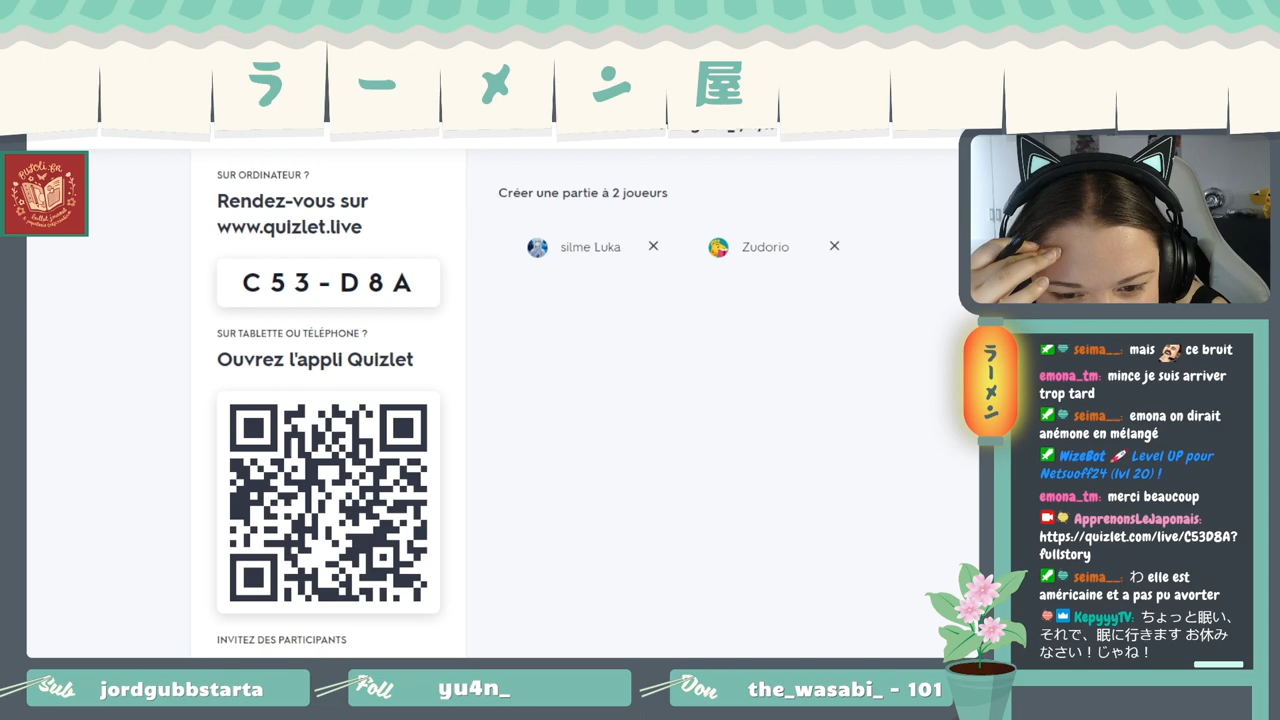 ラーメン屋
SUR ORDINATEUR ?
Rendez-vous sur
www.quizlet.live
C53-D8A
SUR TABLETTE OU TÉLÉPHONE ?
Ouvrez l'appli Quizlet
INVITEZ DES PARTICIPANTS
Créer une partie à 2 joueurs
silme Luka
Zudorio
ラーメン
seima__: mais ce bruit
emona_tm: mince je suis arriver
trop tard
seima__: emona on dirait
anémone en mélangé
WizeBot Level UP pour
Netsuoff24 (lvl 20) !
emona_tm: merci beaucoup
ApprenonsLeJaponais:
https://quizlet.com/live/C53D8A?
fullstory
seima__: わ elle est
américaine et a pas pu avorter
KepyyyTV: ちょっと眠い、
それで、眠に行きます お休み
なさい！じゃね！
Sub jordgubbstarta
Foll yu4n_
Don the_wasabi_ - 101